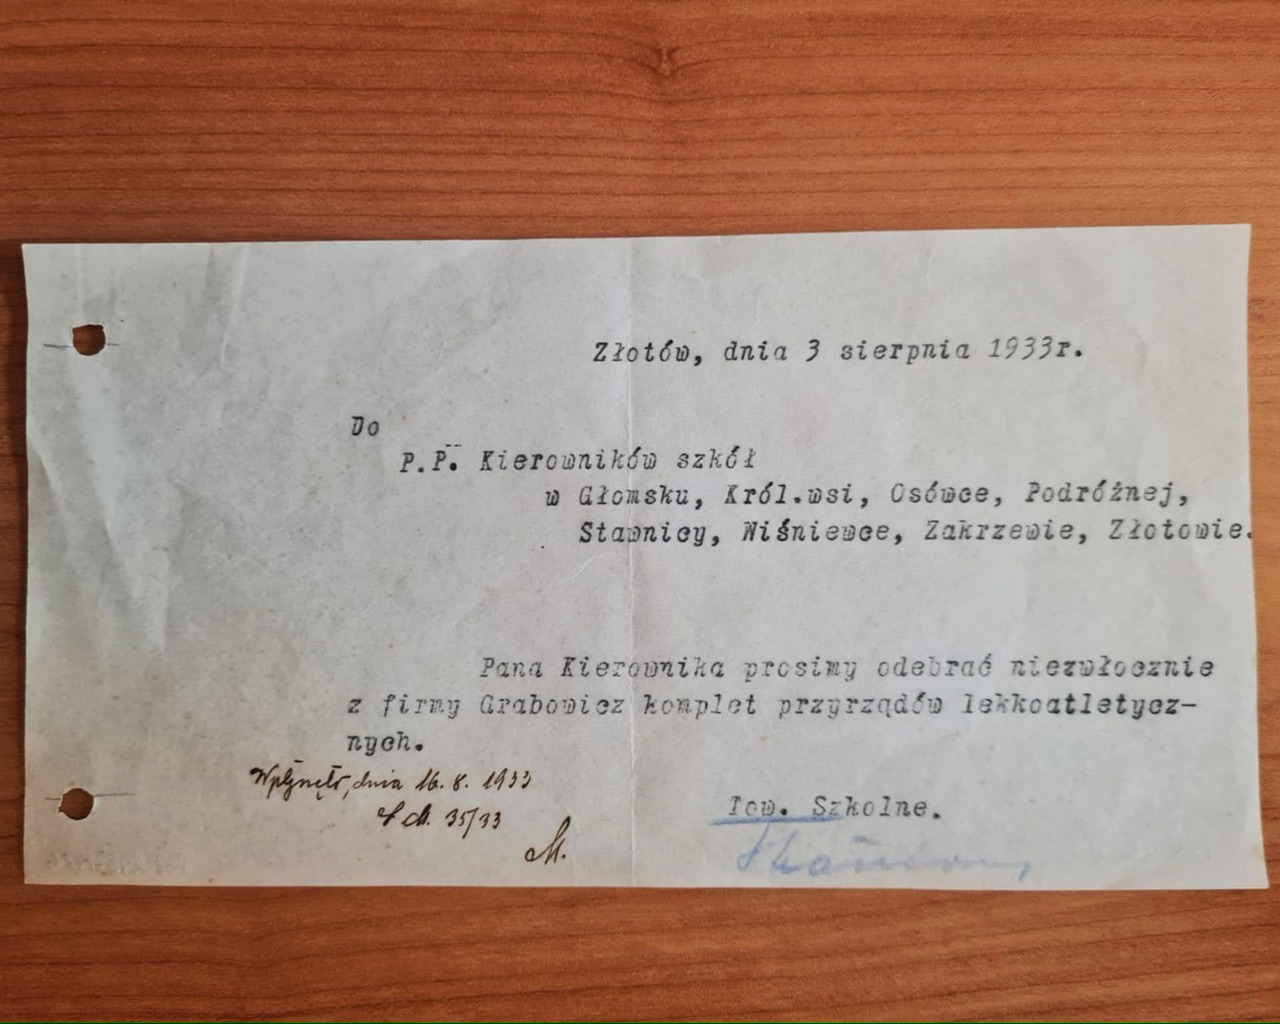 Złotów, dnia 3 sierpnia 1933r.
Do
P.P. Kierowników szkół
w Głomsku, Król.wsi, Osówce, Podróżnej,
Stawnicy, Wiśniewce, Zakrzewie, Złotowie.
Pana Kierownika prosimy odebrać niezwłocznie
z firmy Grabowicz komplet przyrządów lekkoatletycz-
nych.
Wpłynęło, dnia 16. 8. 1933
35/33
M.
Tow. Szkolne.